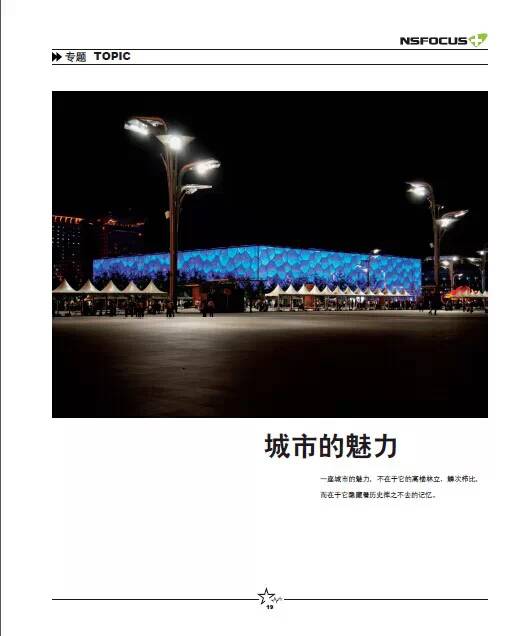 NSFOCUS
专题 TOPIC
城市的魅力
一座城市的魅力，不在于它的高楼林立、鳞次栉比，
而在于它隐藏着历史挥之不去的记忆。
19